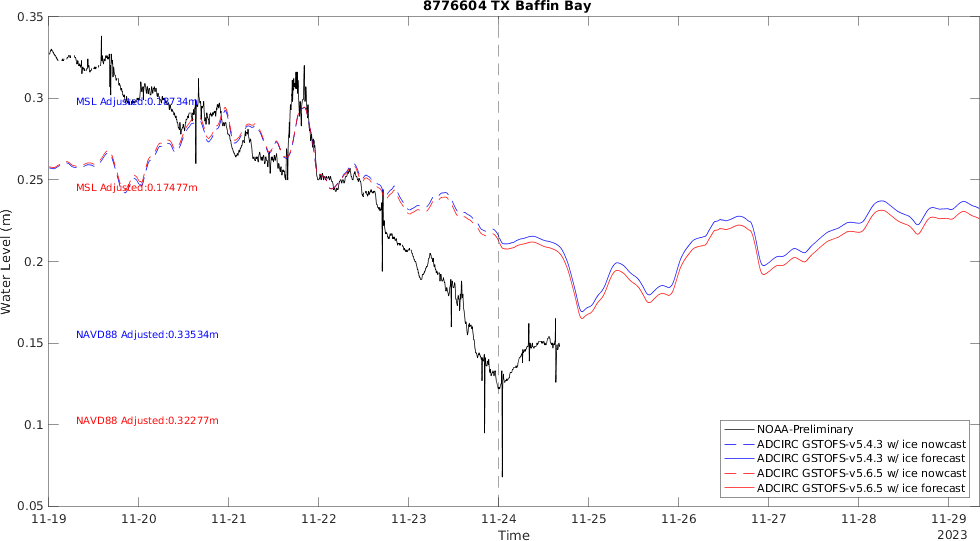 8776604 TX Baffin Bay
Water Level (m)
0.35
0.3
0.25
0.2
0.15
0.1
0.05
MSL Adjusted:0.18734m
MSL Adjusted:0.17477m
NAVD88 Adjusted:0.33534m
NAVD88 Adjusted:0.32277m
NOAA-Preliminary
ADCIRC GSTOFS-v5.4.3 w/ ice nowcast
ADCIRC GSTOFS-v5.4.3 w/ ice forecast
ADCIRC GSTOFS-v5.6.5 w/ ice nowcast
ADCIRC GSTOFS-v5.6.5 w/ ice forecast
11-19 11-20 11-21 11-22 11-23 11-24 11-25 11-26 11-27 11-28 11-29
Time
2023